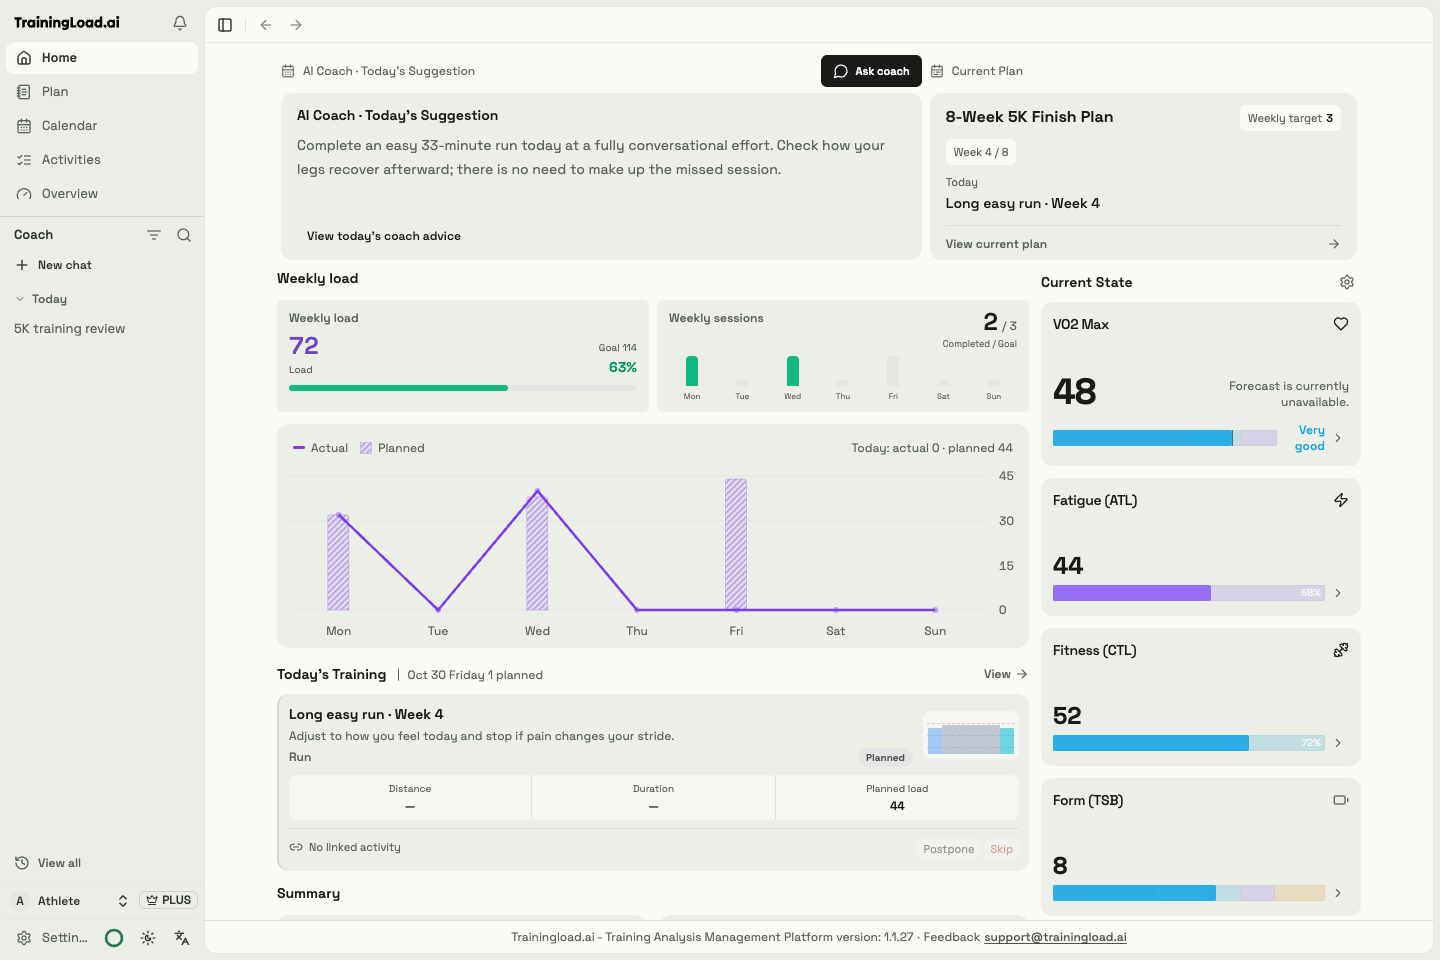 TrainingLoad.ai
Home
Plan
Calendar
Activities
Overview
Coach
New chat
Today
5K training review
View all
A Athlete PLUS
Settin...
AI Coach · Today's Suggestion
Ask coach
AI Coach · Today's Suggestion
Complete an easy 33-minute run today at a fully conversational effort. Check how your
legs recover afterward; there is no need to make up the missed session.
View today's coach advice
Current Plan
8-Week 5K Finish Plan
Weekly target 3
Week 4 / 8
Today
Long easy run · Week 4
View current plan
Weekly load
Weekly load
72
Load
Goal 114
63%
Weekly sessions
2 / 3
Completed / Goal
Mon Tue Wed Thu Fri Sat Sun
Actual Planned
Today: actual 0 · planned 44
45
30
15
0
Mon Tue Wed Thu Fri Sat Sun
Today's Training | Oct 30 Friday 1 planned
View
Long easy run · Week 4
Adjust to how you feel today and stop if pain changes your stride.
Run
Planned
Distance
—
Duration
—
Planned load
44
No linked activity
Postpone Skip
Summary
Current State
VO2 Max
48
Forecast is currently
unavailable.
Very
good
Fatigue (ATL)
44
58%
Fitness (CTL)
52
72%
Form (TSB)
8
Trainingload.ai - Training Analysis Management Platform version: 1.1.27 · Feedback support@trainingload.ai